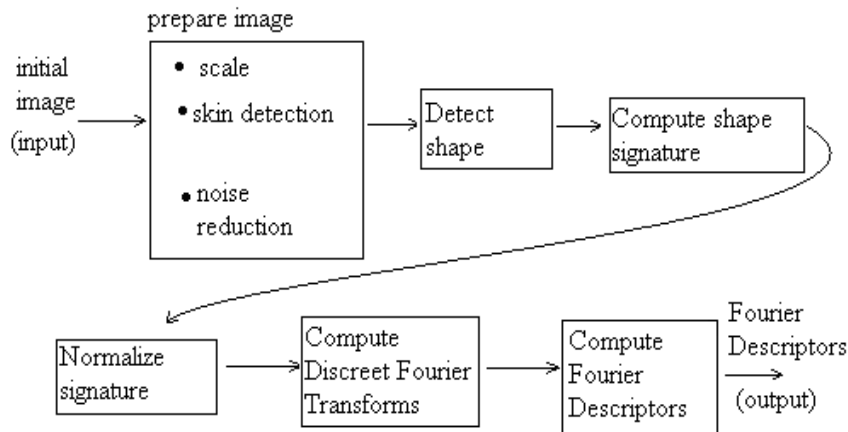 prepare image
initial
image
(input)
scale
skin detection
noise
reduction
Detect
shape
Compute shape
signature
Normalize
signature
Compute
Discreet Fourier
Transforms
Compute
Fourier
Descriptors
Fourier
Descriptors
(output)